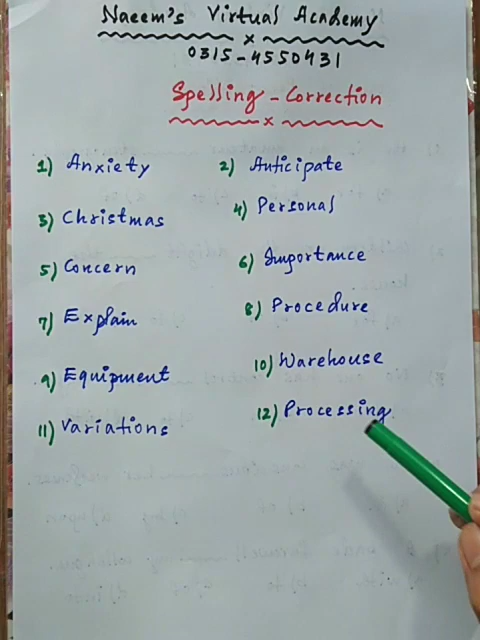 Naeem's Virtual Academy
x
0315-4550431
Spelling - Correction
x
1) Anxiety 2) Anticipate
3) Christmas 4) Personal
5) Concern 6) Importance
7) Explain 8) Procedure
9) Equipment 10) Warehouse
11) Variations 12) Processing